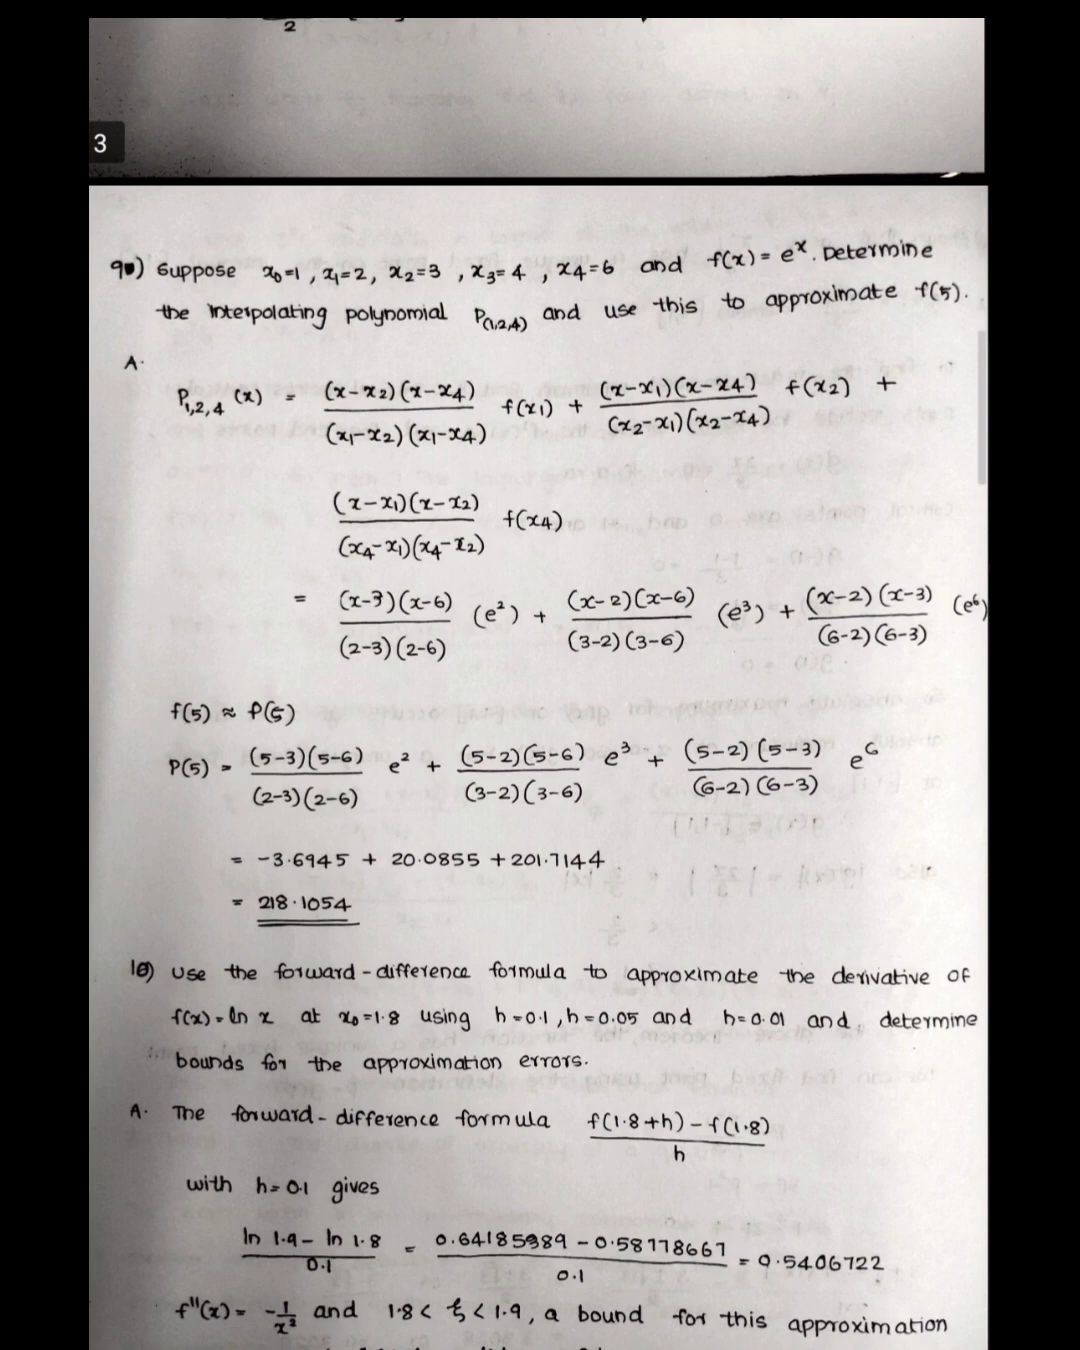 2
3
9) Suppose x₀=1, x₁=2, x₂=3, x₃=4, x₄=6 and f(x)=eˣ. Determine
the interpolating polynomial P(1,2,4) and use this to approximate f(5).
A.
P₁,₂,₄ (x) = (x-x₂)(x-x₄) / (x₁-x₂)(x₁-x₄) f(x₁) + (x-x₁)(x-x₄) / (x₂-x₁)(x₂-x₄) f(x₂) +
(x-x₁)(x-x₂) / (x₄-x₁)(x₄-x₂) f(x₄)
= (x-3)(x-6) / (2-3)(2-6) (e²) + (x-2)(x-6) / (3-2)(3-6) (e³) + (x-2)(x-3) / (6-2)(6-3) (e⁶)
f(5) ≈ P(5)
P(5) = (5-3)(5-6) / (2-3)(2-6) e² + (5-2)(5-6) / (3-2)(3-6) e³ + (5-2)(5-3) / (6-2)(6-3) e⁶
= -3.6945 + 20.0855 + 201.7144
= 218.1054
10) Use the forward-difference formula to approximate the derivative of
f(x)=ln x at x₀=1.8 using h=0.1, h=0.05 and h=0.01 and, determine
bounds for the approximation errors.
A. The forward-difference formula f(1.8+h)-f(1.8) / h
with h=0.1 gives
ln 1.9 - ln 1.8 / 0.1 = 0.64185389 - 0.58778667 / 0.1 = 0.5406722
f''(x) = -1/x² and 1.8 < ξ < 1.9, a bound for this approximation